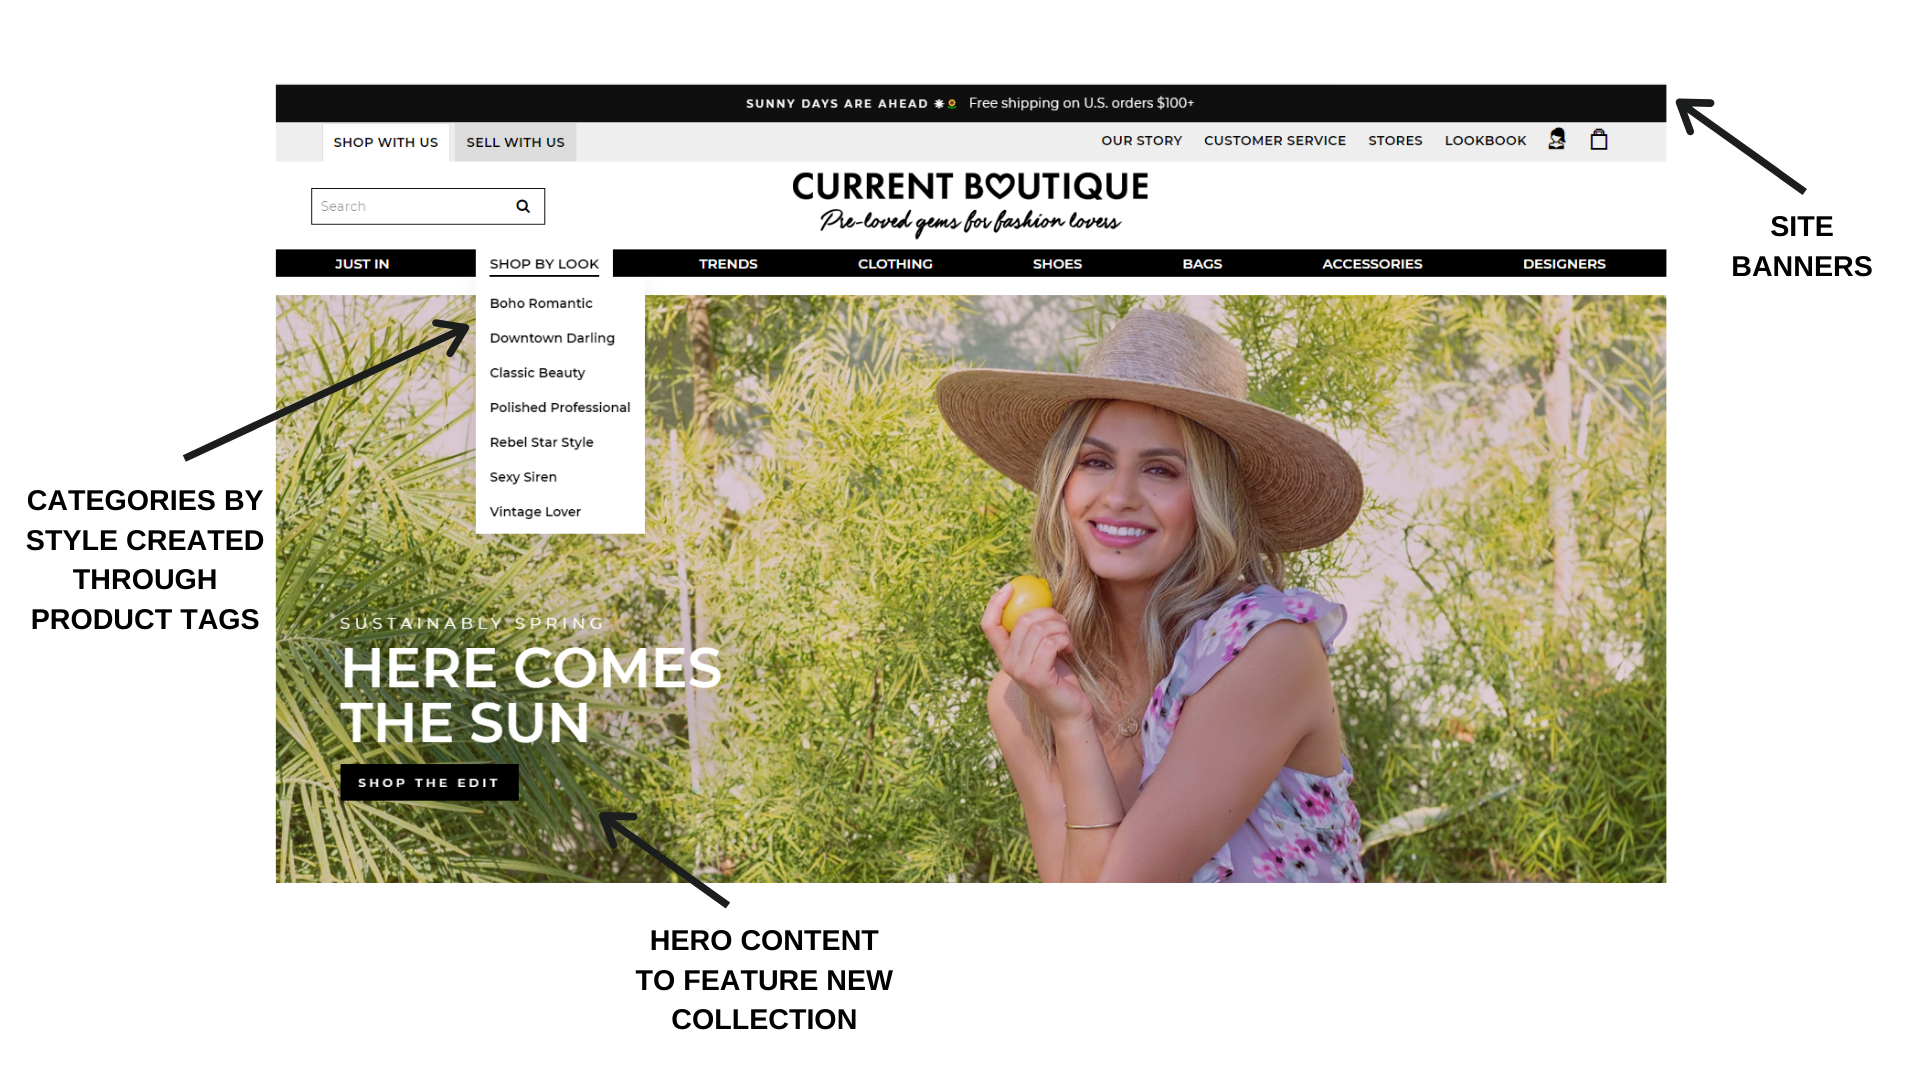 SUNNY DAYS ARE AHEAD Free shipping on U.S. orders $100+
SHOP WITH US SELL WITH US OUR STORY CUSTOMER SERVICE STORES LOOKBOOK
CURRENT BOUTIQUE
Pre-loved gems for fashion lovers
Search
JUST IN SHOP BY LOOK TRENDS CLOTHING SHOES BAGS ACCESSORIES DESIGNERS
Boho Romantic
Downtown Darling
Classic Beauty
Polished Professional
Rebel Star Style
Sexy Siren
Vintage Lover
SUSTAINABLY SPRING
HERE COMES
THE SUN
SHOP THE EDIT
SITE
BANNERS
CATEGORIES BY
STYLE CREATED
THROUGH
PRODUCT TAGS
HERO CONTENT
TO FEATURE NEW
COLLECTION